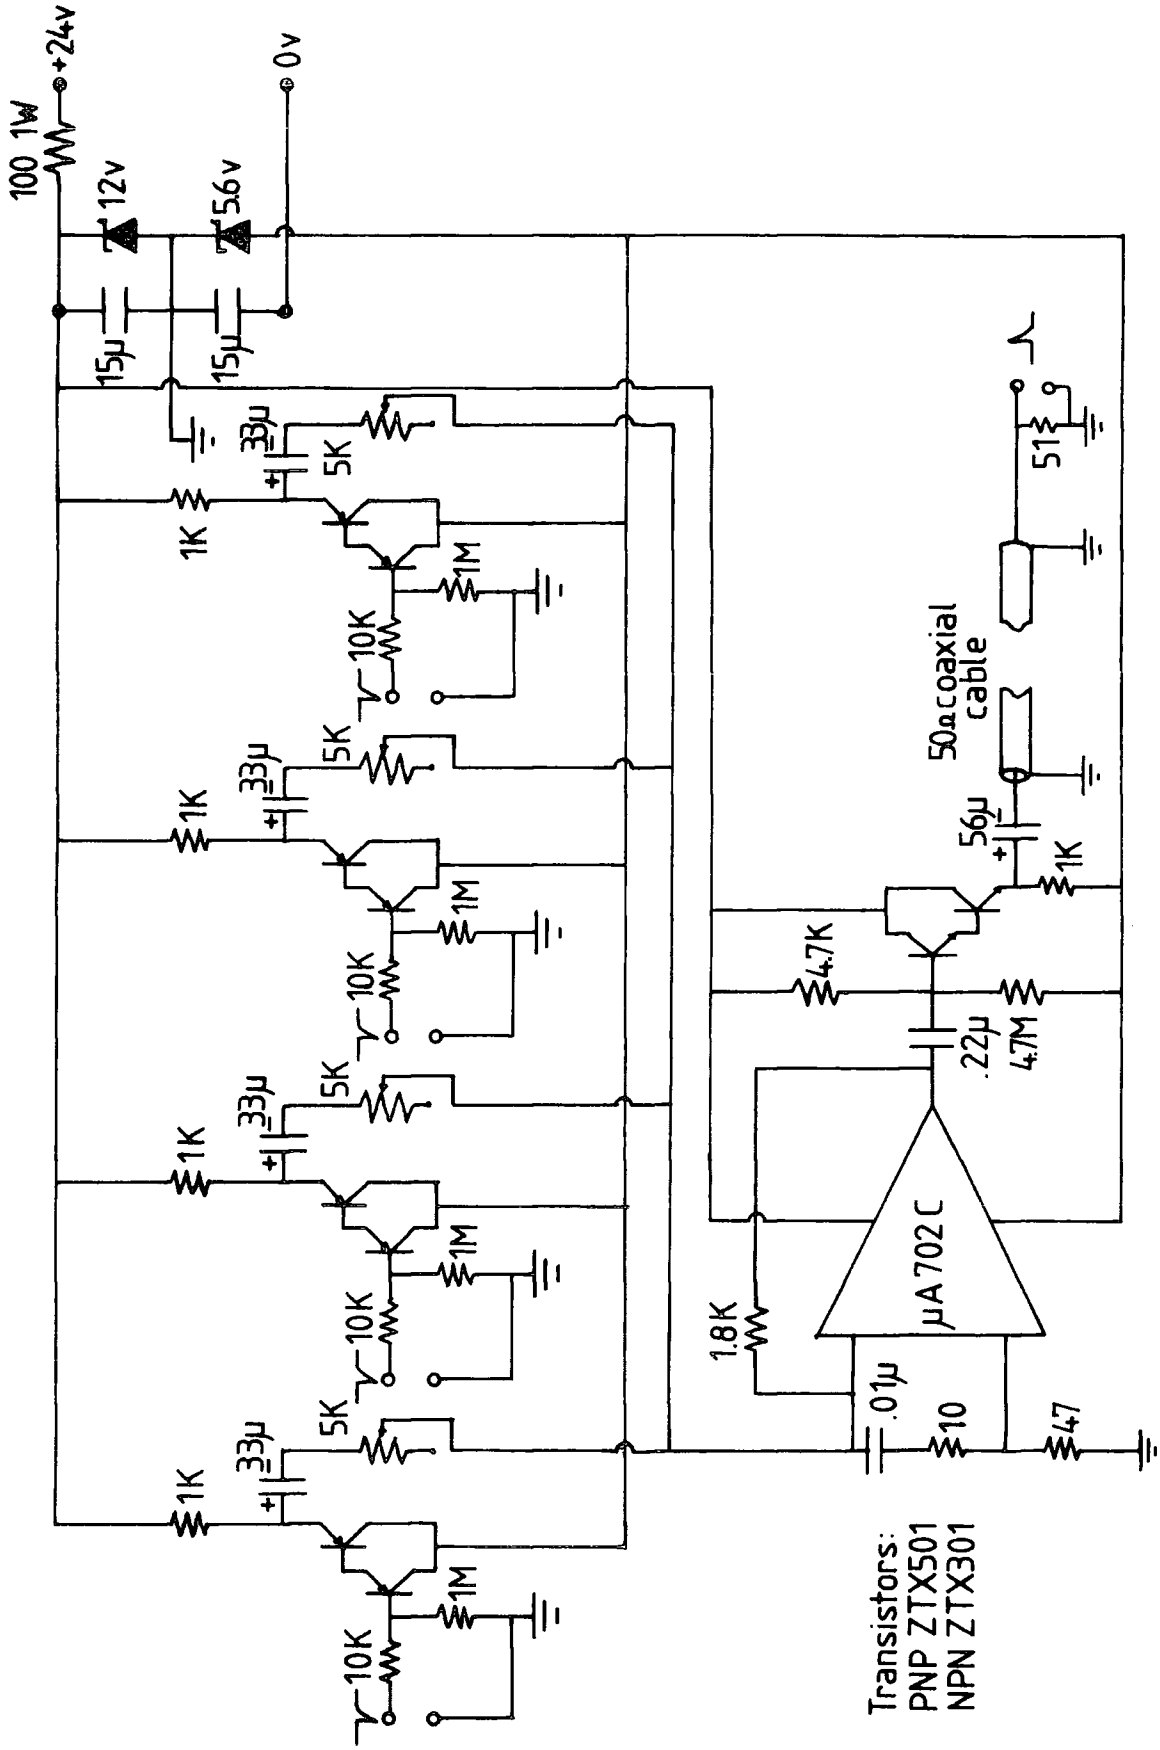 100 1W
+24v
1K
1K
1K
1K
15µ
12v
15µ
5.6v
33µ
33µ
33µ
33µ
0v
5K
5K
5K
5K
10K
10K
10K
10K
1M
1M
1M
1M
1.8K
4.7K
.01µ
10
47
µA702C
.22µ
4.7M
56µ
1K
50Ω coaxial
cable
51
Transistors:
PNP ZTX501
NPN ZTX301